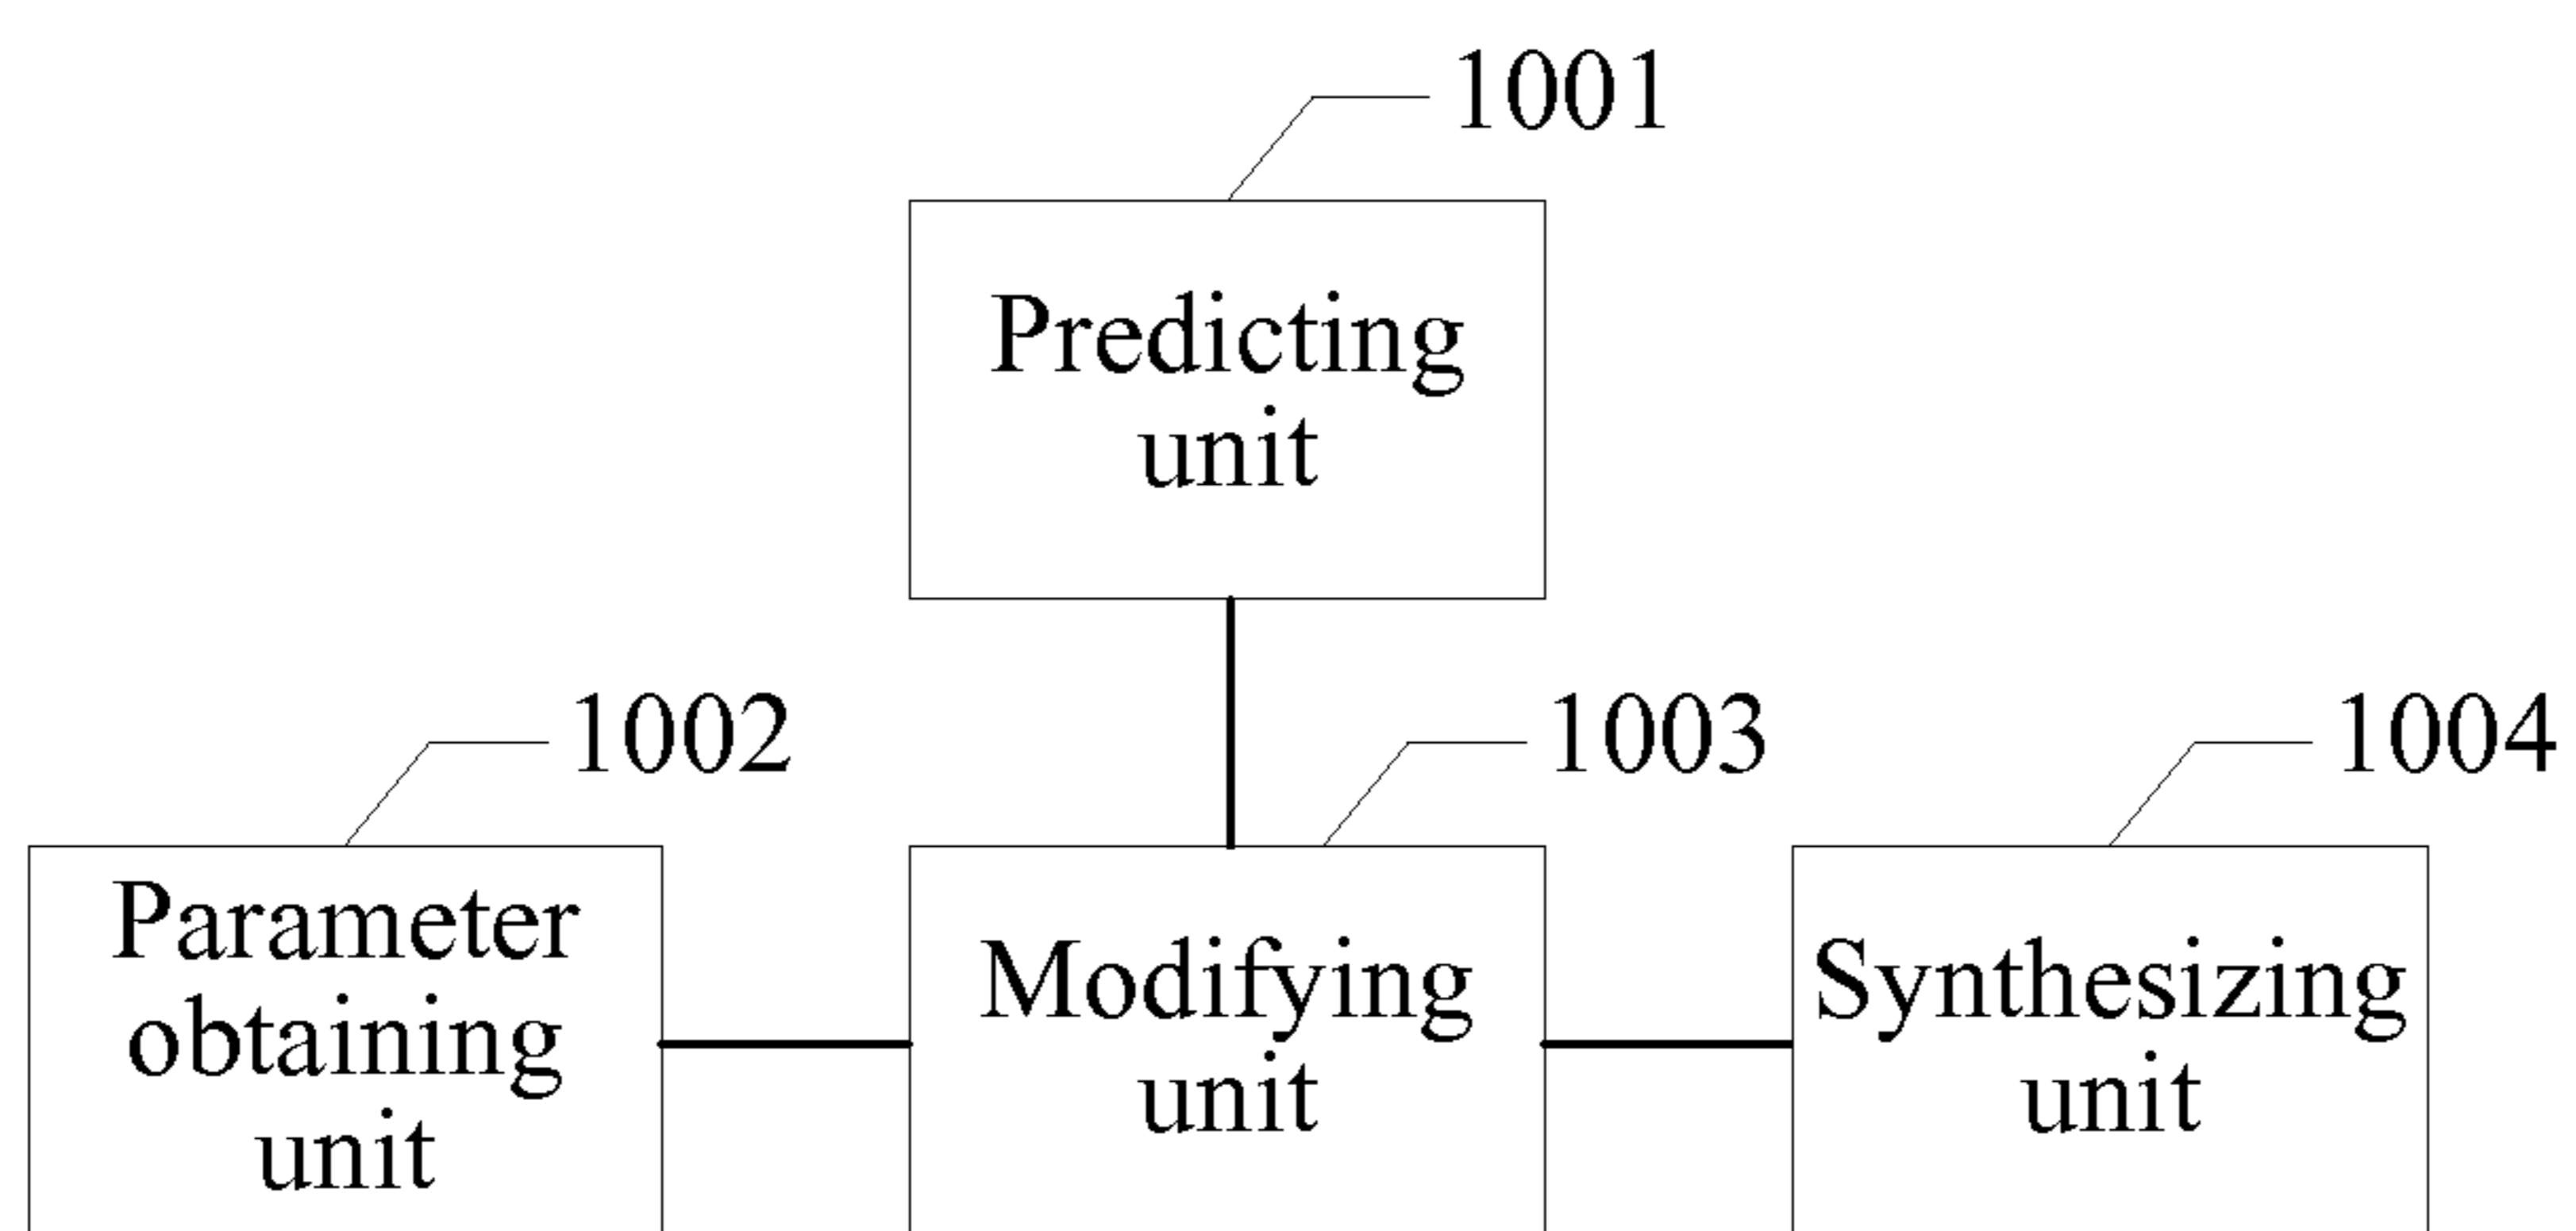 1001
Predicting
unit
1002
1003
1004
Parameter
obtaining
unit
Modifying
unit
Synthesizing
unit